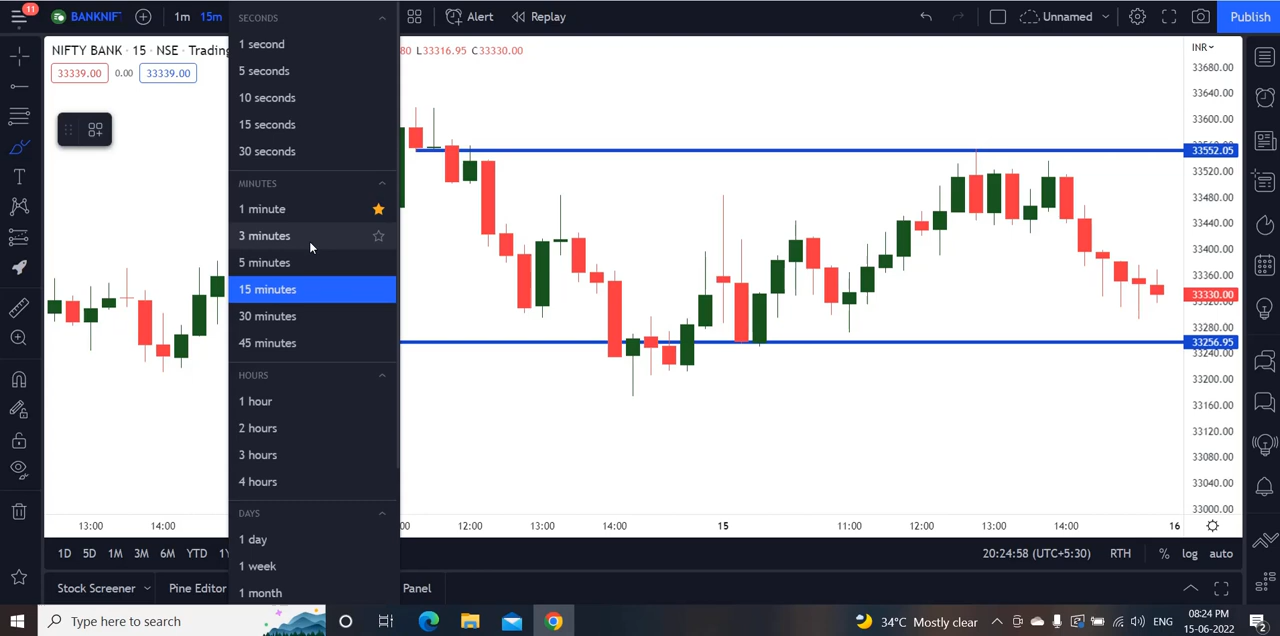 11 BANKNIF 1m 15m Alert Replay Unnamed Publish
NIFTY BANK · 15 · NSE · Trading
80 L33316.95 C33330.00
33339.00 0.00 33339.00
SECONDS
1 second
5 seconds
10 seconds
15 seconds
30 seconds
MINUTES
1 minute
3 minutes
5 minutes
15 minutes
30 minutes
45 minutes
HOURS
1 hour
2 hours
3 hours
4 hours
DAYS
1 day
1 week
1 month
INR
33680.00
33640.00
33600.00
33552.05
33520.00
33480.00
33440.00
33400.00
33360.00
33330.00
33280.00
33256.95
33240.00
33200.00
33160.00
33120.00
33080.00
33040.00
33000.00
13:00 14:00 12:00 13:00 14:00 15 11:00 12:00 13:00 14:00 16
1D 5D 1M 3M 6M YTD 20:24:58 (UTC+5:30) RTH % log auto
Stock Screener Pine Editor Panel
Type here to search 34°C Mostly clear ENG 08:24 PM
15-06-2022 2